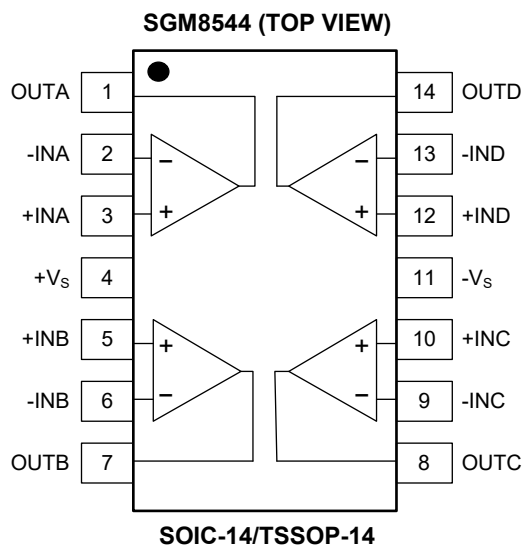 SGM8544 (TOP VIEW)
OUTA 1 14 OUTD
-INA 2 − − 13 -IND
+INA 3 + + 12 +IND
+VS 4 11 -VS
+INB 5 + + 10 +INC
-INB 6 − − 9 -INC
OUTB 7 8 OUTC
SOIC-14/TSSOP-14